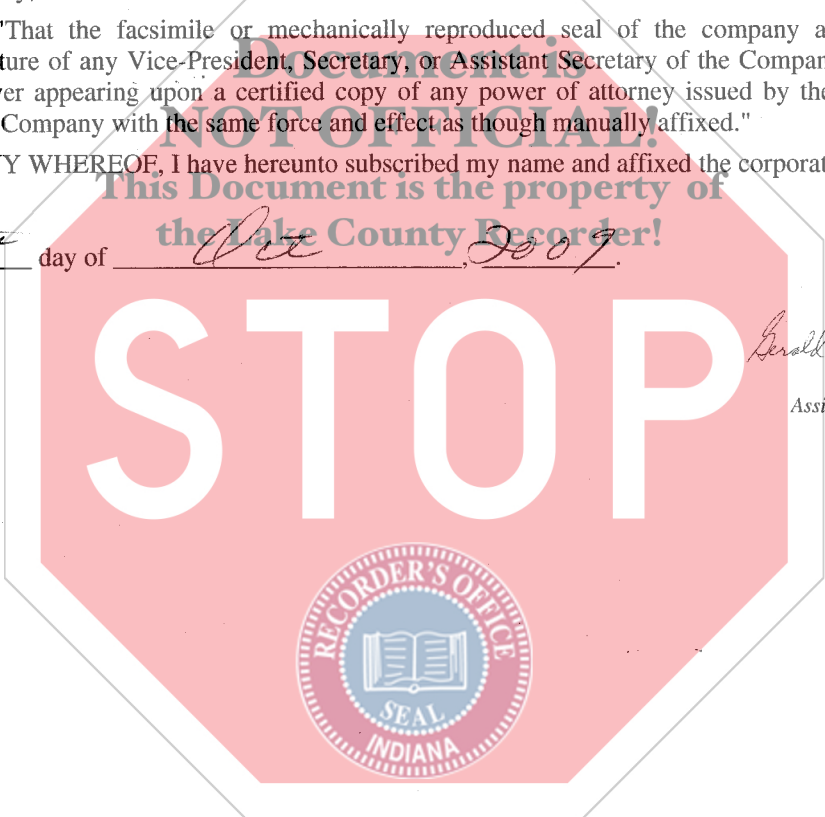 "That the facsimile or mechanically reproduced seal of the company a
ture of any Vice-President, Secretary, or Assistant Secretary of the Compan
er appearing upon a certified copy of any power of attorney issued by the
Company with the same force and effect as though manually affixed."
Y WHEREOF, I have hereunto subscribed my name and affixed the corporat
Document is
NOT OFFICIAL!
This Document is the property of
the Lake County Recorder!
day of Oct, 2009.
STOP
Gerald
Assi
RECORDER'S OFFICE
SEAL
INDIANA